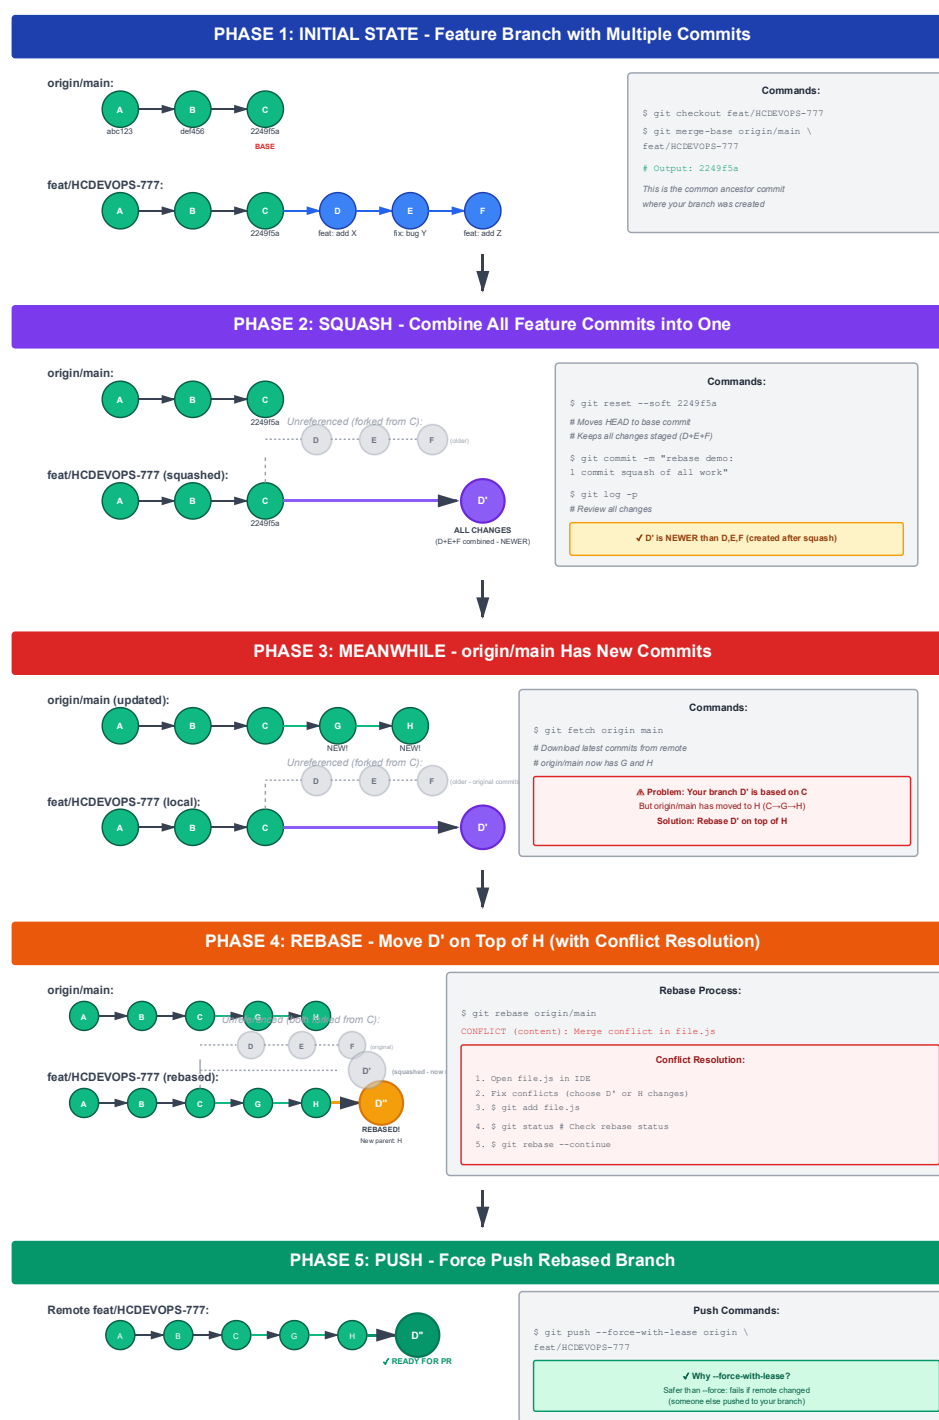 PHASE 1: INITIAL STATE - Feature Branch with Multiple Commits
origin/main:
A
B
C
abc123
def456
2249f5a
BASE
feat/HCDEVOPS-777:
A
B
C
D
E
F
2249f5a
feat: add X
fix: bug Y
feat: add Z
Commands:
$ git checkout feat/HCDEVOPS-777
$ git merge-base origin/main \
feat/HCDEVOPS-777
# Output: 2249f5a
This is the common ancestor commit
where your branch was created
PHASE 2: SQUASH - Combine All Feature Commits into One
origin/main:
A
B
C
2249f5a
Unreferenced (forked from C):
D
E
F
(older)
feat/HCDEVOPS-777 (squashed):
A
B
C
D'
2249f5a
ALL CHANGES
(D+E+F combined - NEWER)
Commands:
$ git reset --soft 2249f5a
# Moves HEAD to base commit
# Keeps all changes staged (D+E+F)
$ git commit -m "rebase demo:
1 commit squash of all work"
$ git log -p
# Review all changes
✓ D' is NEWER than D,E,F (created after squash)
PHASE 3: MEANWHILE - origin/main Has New Commits
origin/main (updated):
A
B
C
G
H
NEW!
NEW!
Unreferenced (forked from C):
D
E
F
(older - original commits
feat/HCDEVOPS-777 (local):
A
B
C
D'
Commands:
$ git fetch origin main
# Download latest commits from remote
# origin/main now has G and H
⚠ Problem: Your branch D' is based on C
But origin/main has moved to H (C→G→H)
Solution: Rebase D' on top of H
PHASE 4: REBASE - Move D' on Top of H (with Conflict Resolution)
origin/main:
A
B
C
G
H
Unreferenced (both forked from C):
D
E
F
(original)
D'
(squashed - now
feat/HCDEVOPS-777 (rebased):
A
B
C
G
H
D"
REBASED!
New parent: H
Rebase Process:
$ git rebase origin/main
CONFLICT (content): Merge conflict in file.js
Conflict Resolution:
1. Open file.js in IDE
2. Fix conflicts (choose D' or H changes)
3. $ git add file.js
4. $ git status # Check rebase status
5. $ git rebase --continue
PHASE 5: PUSH - Force Push Rebased Branch
Remote feat/HCDEVOPS-777:
A
B
C
G
H
D"
✓ READY FOR PR
Push Commands:
$ git push --force-with-lease origin \
feat/HCDEVOPS-777
✓ Why --force-with-lease?
Safer than --force: fails if remote changed
(someone else pushed to your branch)